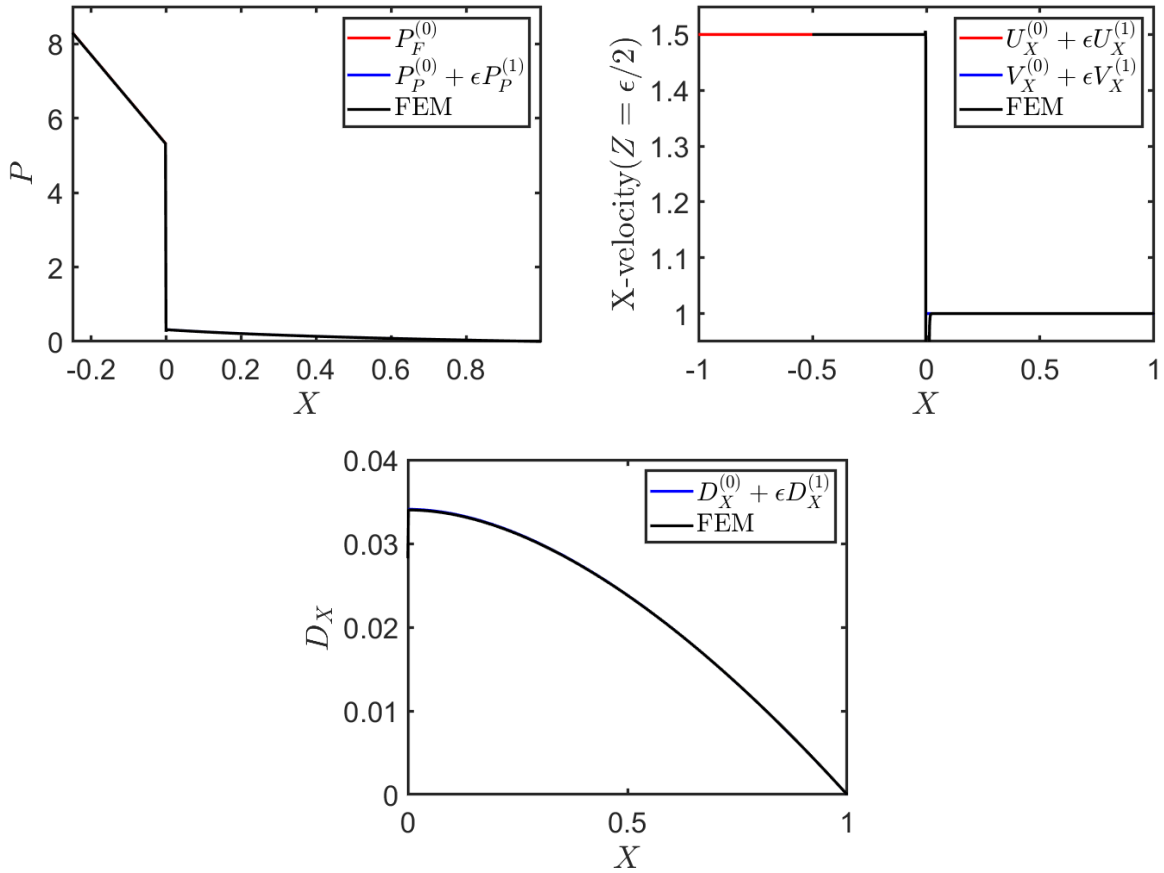 P
8
6
4
2
0
-0.2
0
0.2
0.4
0.6
0.8
X
P_F^{(0)}
P_P^{(0)} + ϵP_P^{(1)}
FEM
X-velocity(Z = ϵ/2)
1.5
1.4
1.3
1.2
1.1
1
-1
-0.5
0
0.5
1
X
U_X^{(0)} + ϵU_X^{(1)}
V_X^{(0)} + ϵV_X^{(1)}
FEM
D_X
0.04
0.03
0.02
0.01
0
0
0.5
1
X
D_X^{(0)} + ϵD_X^{(1)}
FEM